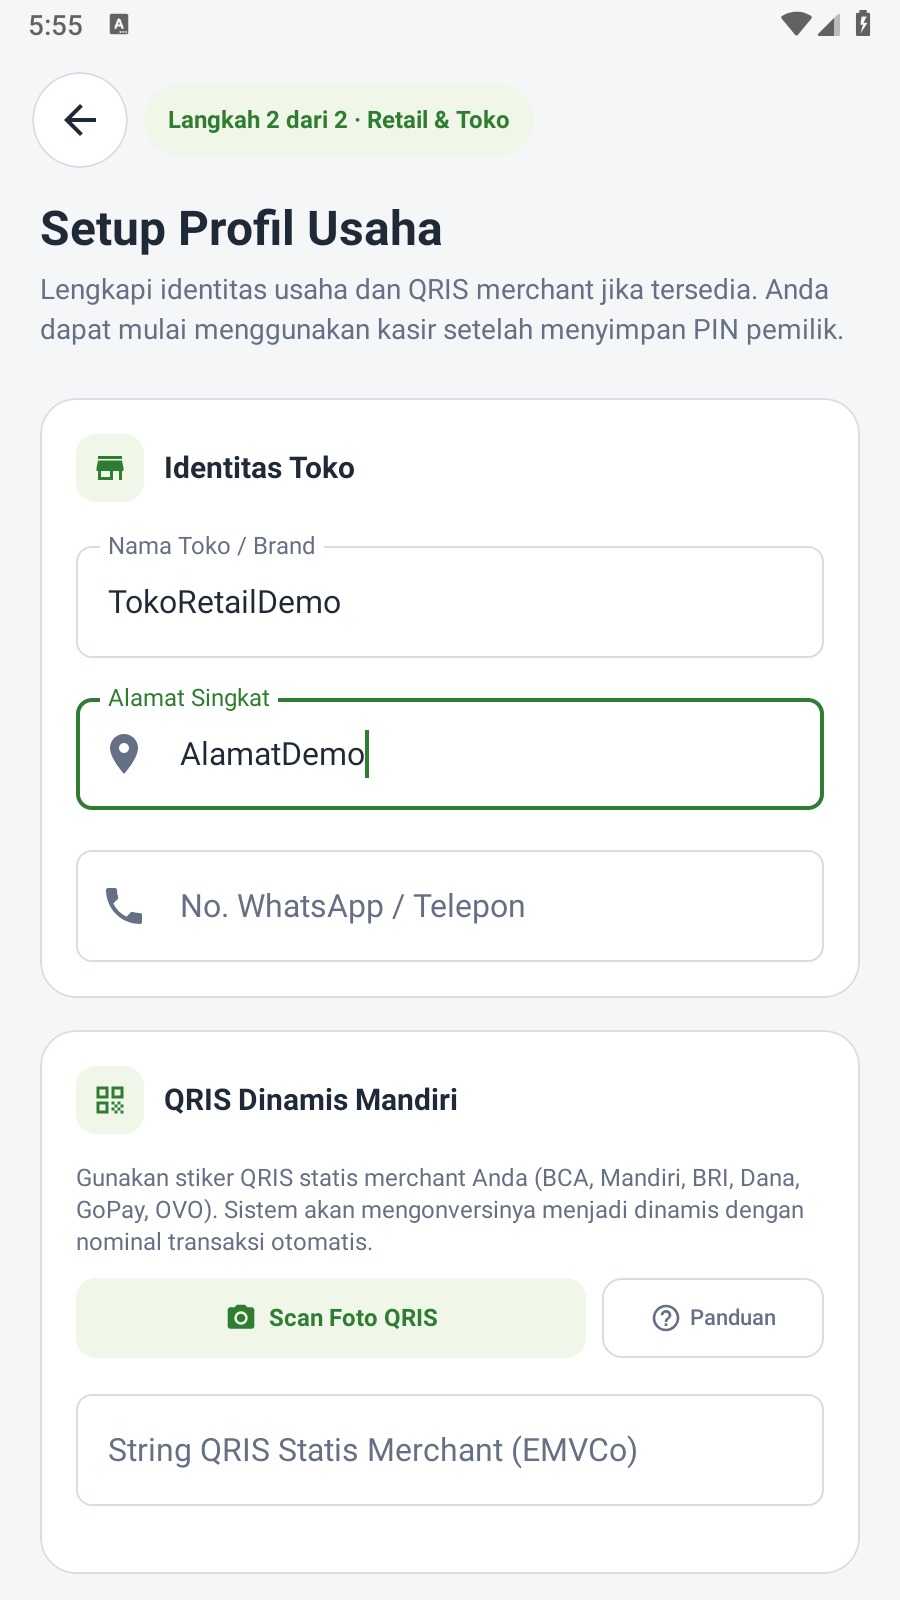 5:55
Langkah 2 dari 2 · Retail & Toko
Setup Profil Usaha
Lengkapi identitas usaha dan QRIS merchant jika tersedia. Anda
dapat mulai menggunakan kasir setelah menyimpan PIN pemilik.
Identitas Toko
Nama Toko / Brand
TokoRetailDemo
Alamat Singkat
AlamatDemo
No. WhatsApp / Telepon
QRIS Dinamis Mandiri
Gunakan stiker QRIS statis merchant Anda (BCA, Mandiri, BRI, Dana,
GoPay, OVO). Sistem akan mengonversinya menjadi dinamis dengan
nominal transaksi otomatis.
Scan Foto QRIS
Panduan
String QRIS Statis Merchant (EMVCo)